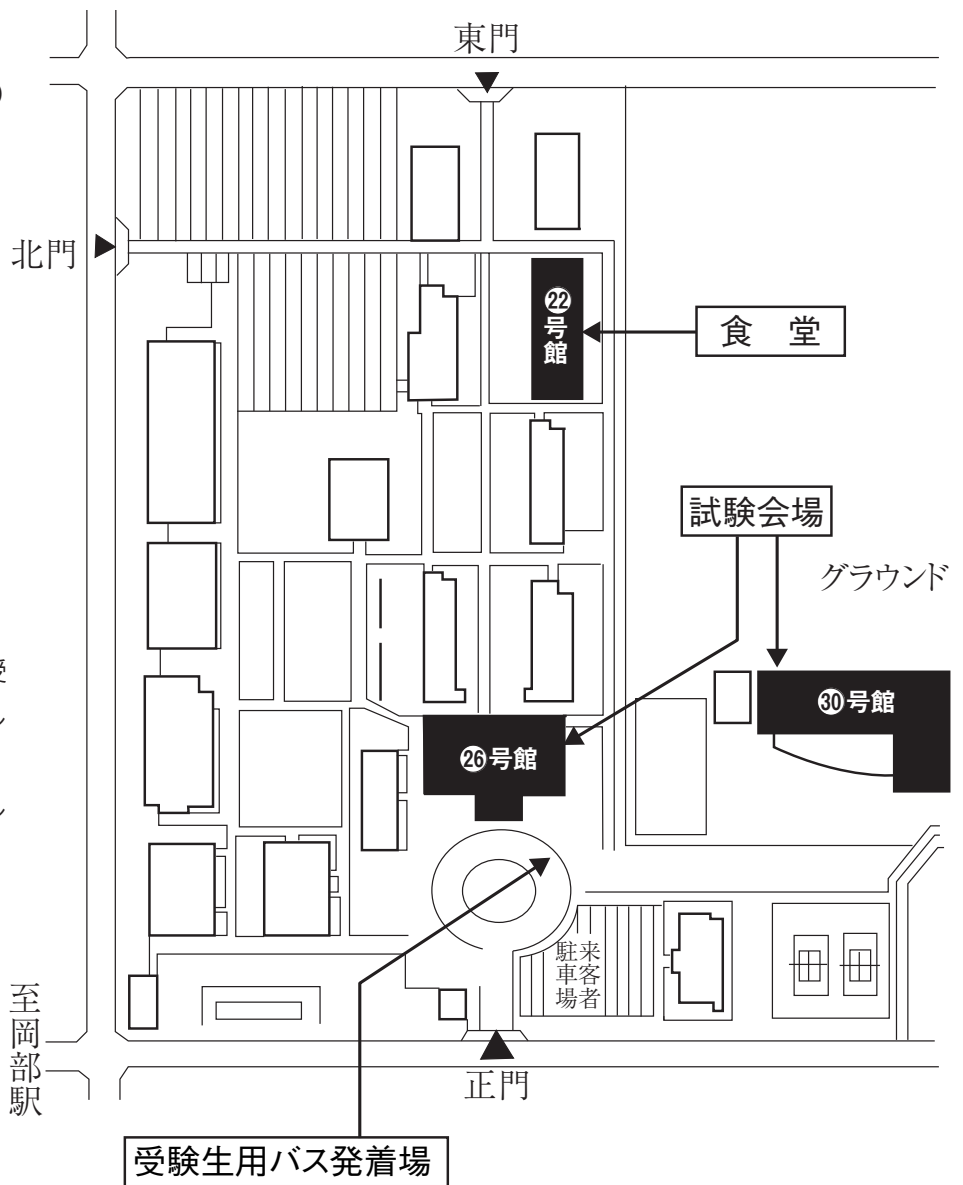 東門
北門
㉒号館
食 堂
試験会場
グラウンド
㉚号館
㉖号館
来客者
駐車場
至岡部駅
正門
受験生用バス発着場